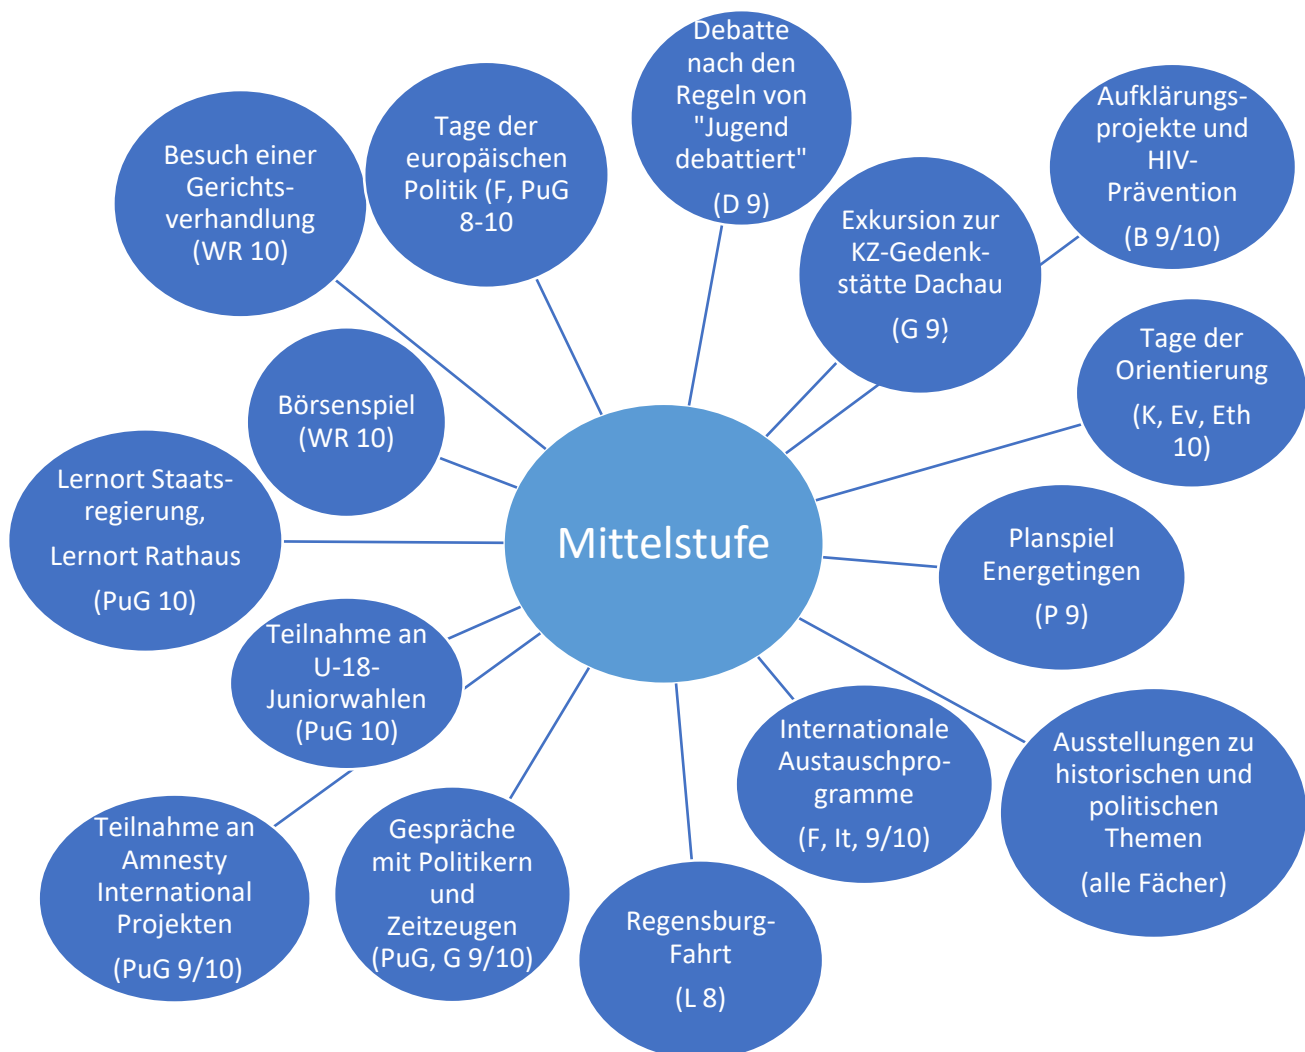 Debatte
nach den
Regeln von
"Jugend
debattiert"
(D 9)
Aufklärungs-
projekte und
HIV-
Prävention
(B 9/10)
Tage der
europäischen
Politik (F, PuG
8-10
Besuch einer
Gerichts-
verhandlung
(WR 10)
Exkursion zur
KZ-Gedenk-
stätte Dachau
(G 9)
Tage der
Orientierung
(K, Ev, Eth
10)
Börsenspiel
(WR 10)
Lernort Staats-
regierung,
Lernort Rathaus
(PuG 10)
Mittelstufe
Planspiel
Energetingen
(P 9)
Teilnahme an
U-18-
Juniorwahlen
(PuG 10)
Internationale
Austauschpro-
gramme
(F, It, 9/10)
Ausstellungen zu
historischen und
politischen
Themen
(alle Fächer)
Teilnahme an
Amnesty
International
Projekten
(PuG 9/10)
Gespräche
mit Politikern
und
Zeitzeugen
(PuG, G 9/10)
Regensburg-
Fahrt
(L 8)